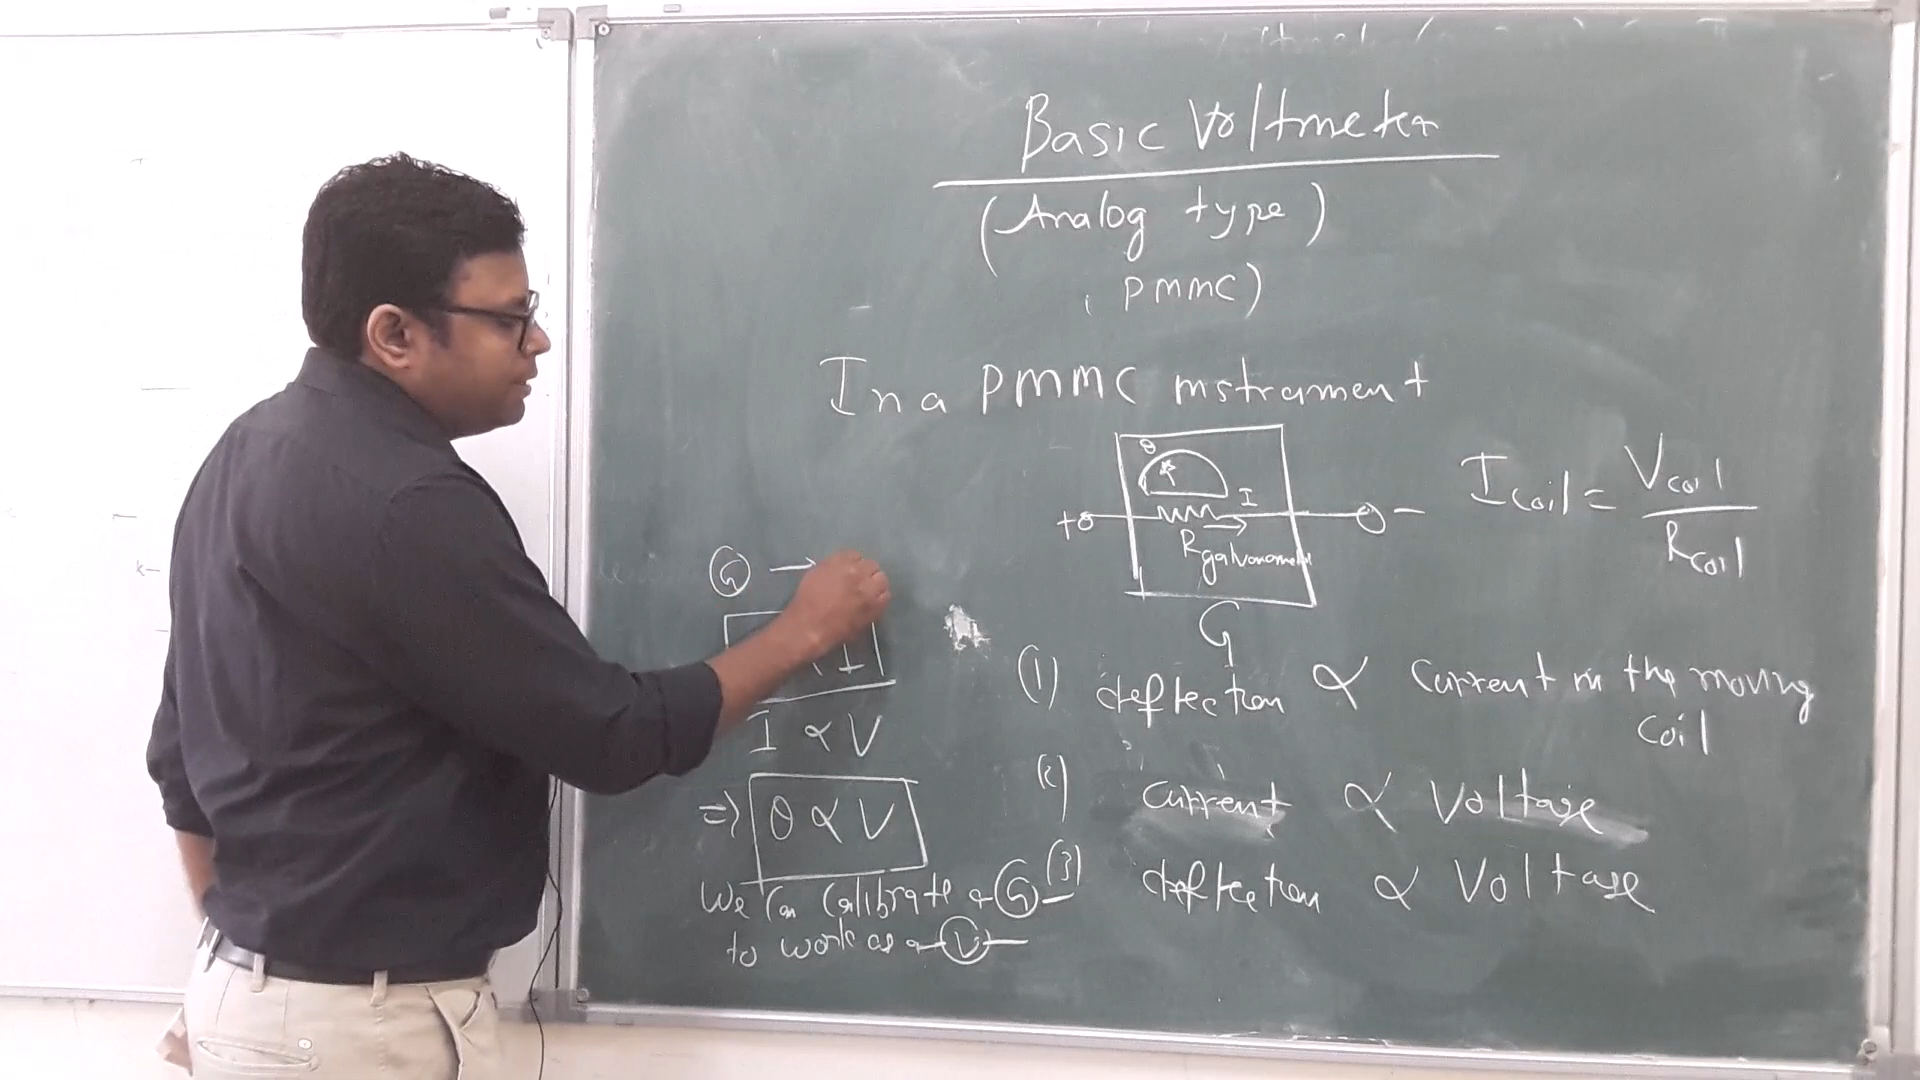 Basic Voltmeter
(Analog type)
PMMC)
In a PMMC instrument
θ
I
+
−
Rgalvanomet
G
Icoil = Vcoil / Rcoil
(1) deflection ∝ current in the moving
coil
(2) current ∝ Voltage
(3) deflection ∝ Voltage
G →
I
I ∝ V
⇒ θ ∝ V
We can calibrate a G
to work as a V